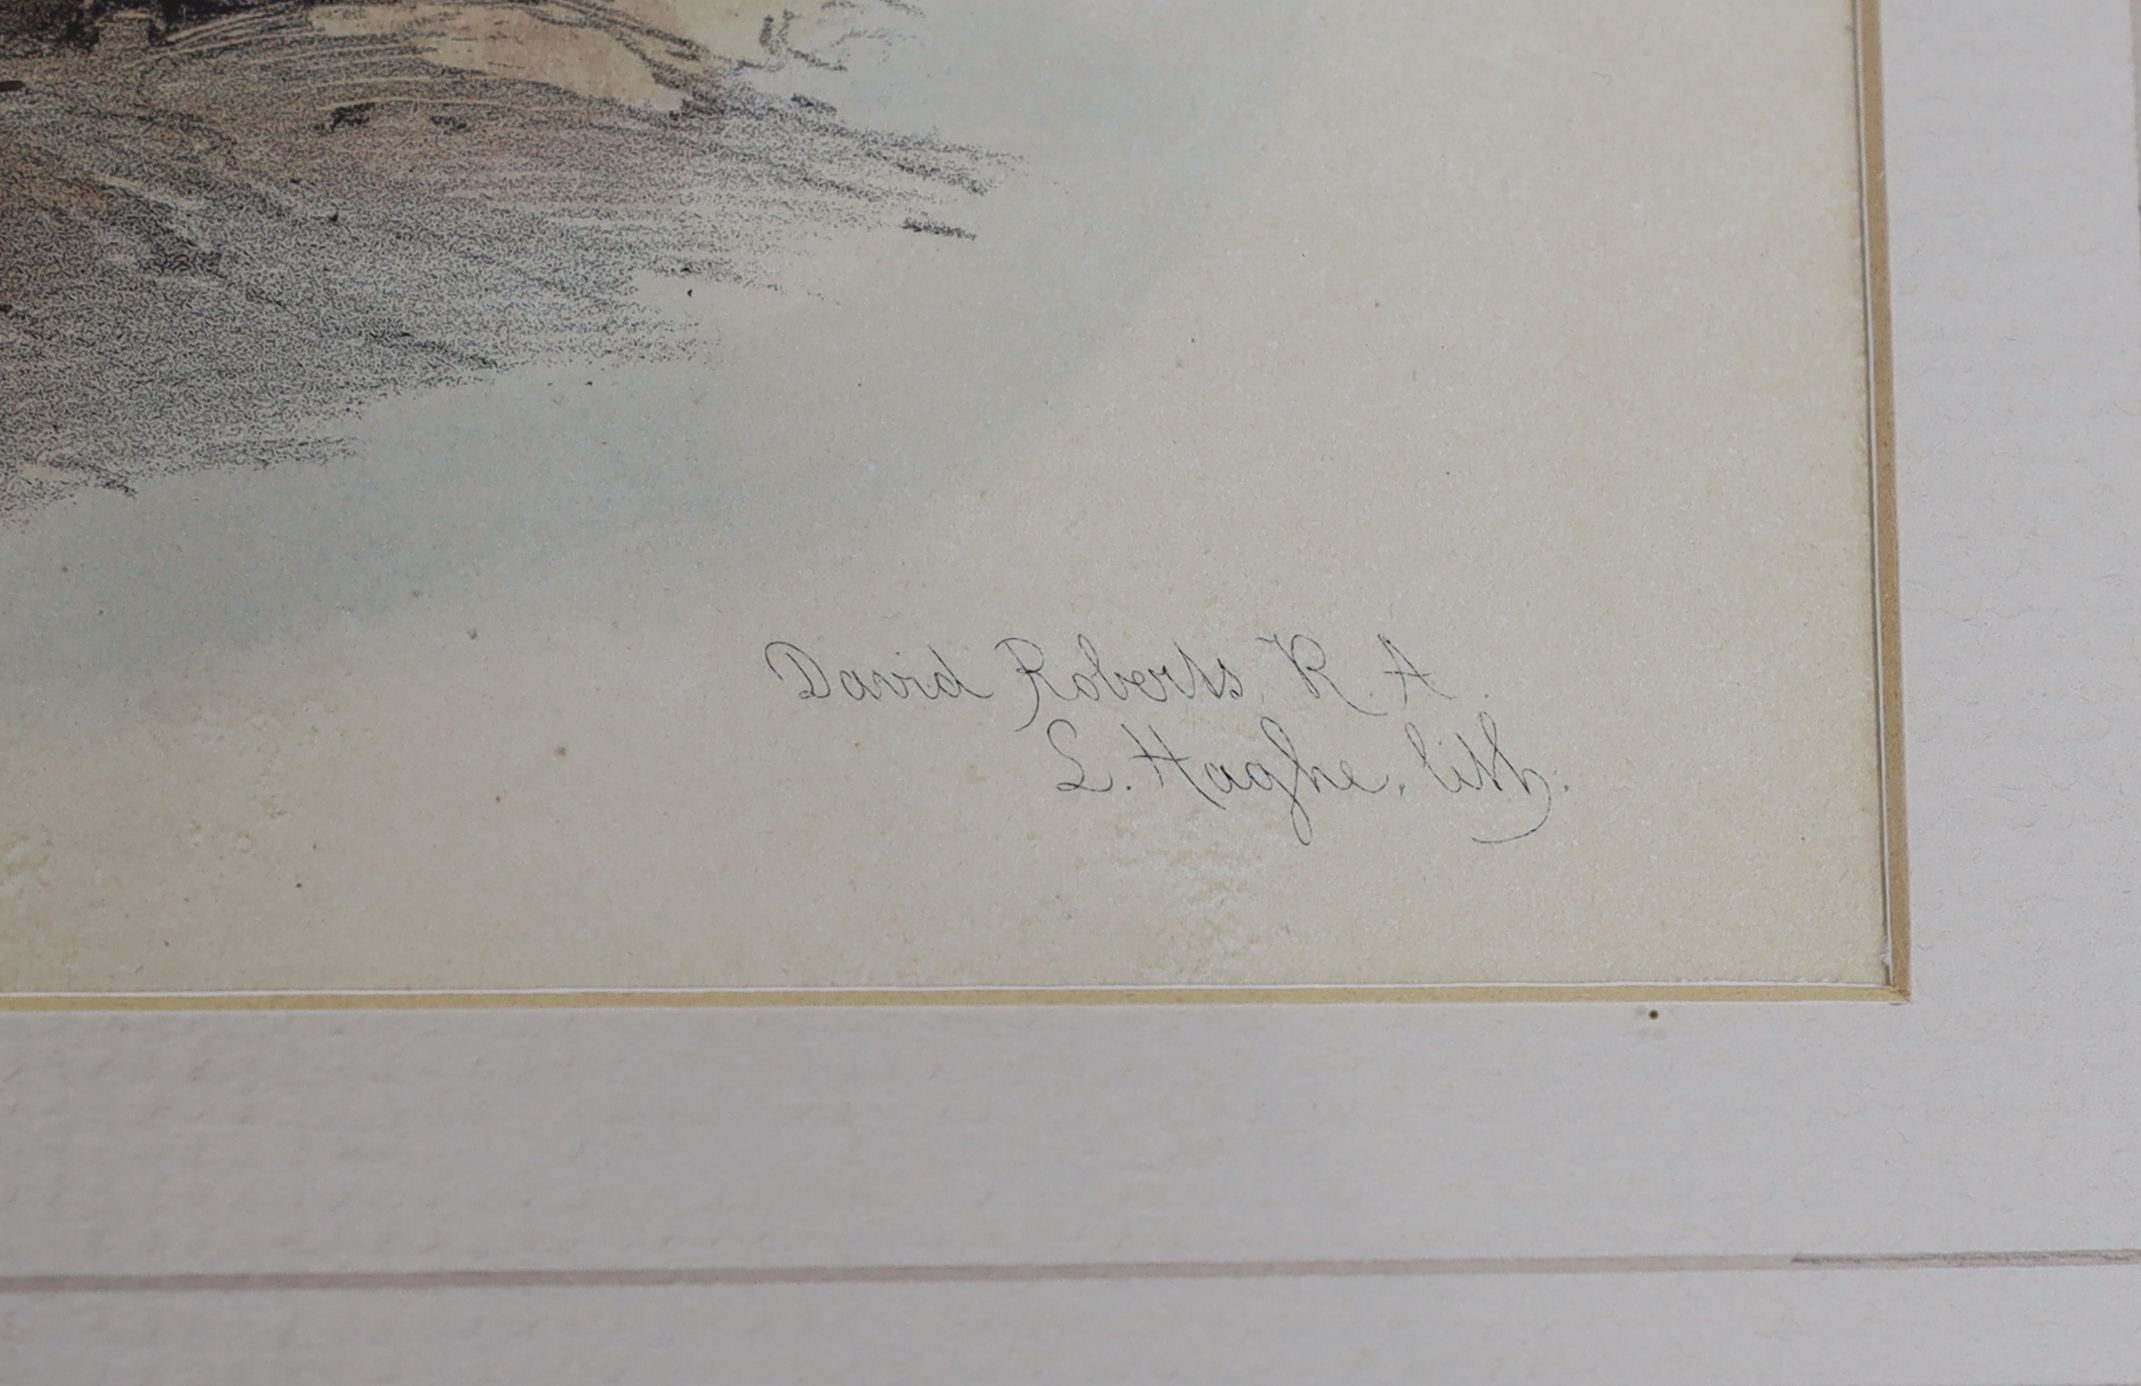 David Roberts, R. A.
L. Haghe, lith.